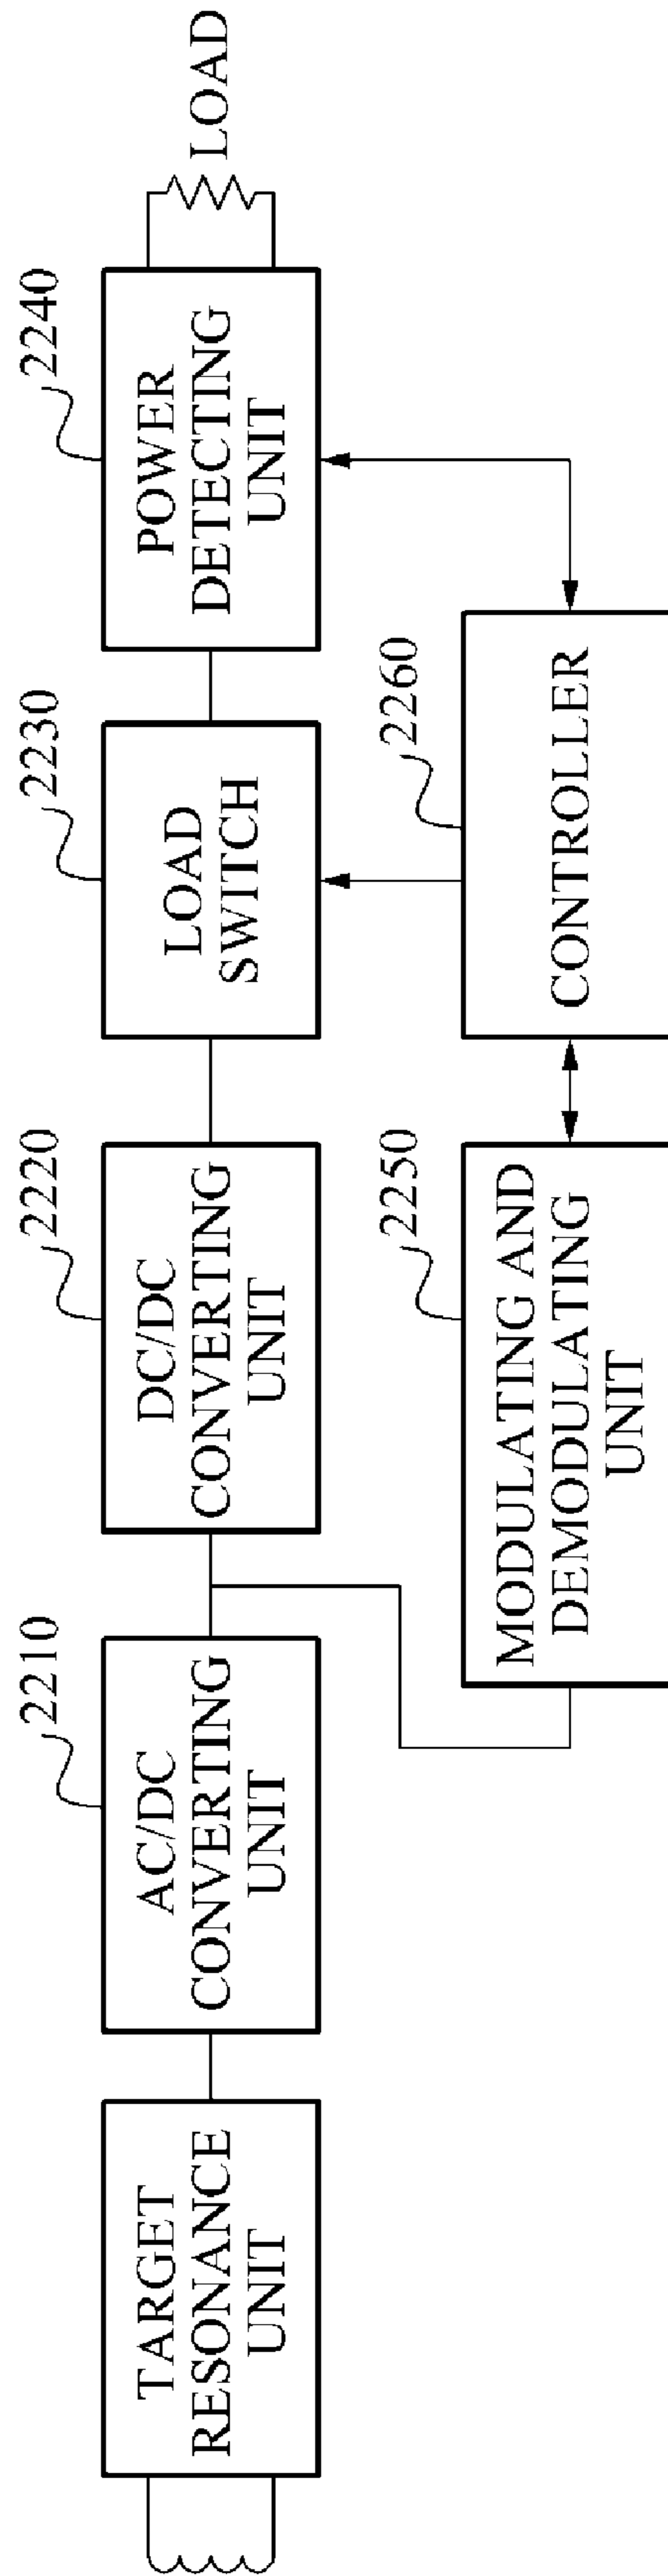 TARGET
RESONANCE
UNIT
2210
AC/DC
CONVERTING
UNIT
2220
DC/DC
CONVERTING
UNIT
2230
LOAD
SWITCH
2240
POWER
DETECTING
UNIT
LOAD
2250
MODULATING AND
DEMODULATING
UNIT
2260
CONTROLLER